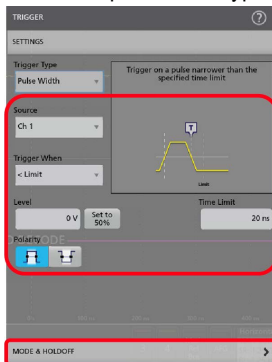 TRIGGER
?
SETTINGS
Trigger Type
Pulse Width
Trigger on a pulse narrower than the
specified time limit
Source
Ch 1
T
Trigger When
< Limit
Limit
Level
Time Limit
0 V
Set to
50%
20 ns
Polarity
MODE & HOLDOFF